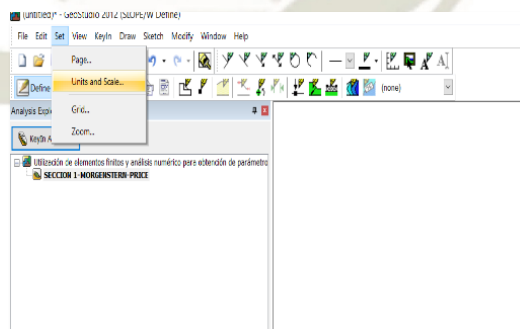 (untitled)* - GeoStudio 2012 (SLOPE/W Define)
File Edit Set View KeyIn Draw Sketch Modify Window Help
Page...
Define
Units and Scale...
(none)
Analysis Expl
Grid...
KeyIn A
Zoom...
Utilización de elementos finitos y análisis numérico para obtención de parámetro
SECCION 1-MORGENSTERN-PRICE